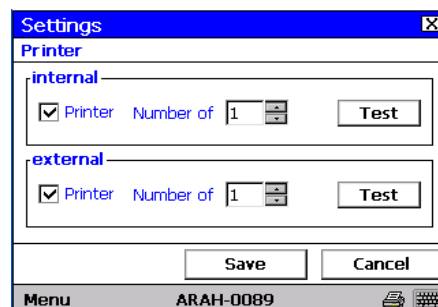 Settings X
Printer
internal
Printer Number of 1 Test
external
Printer Number of 1 Test
Save Cancel
Menu ARAH-0089